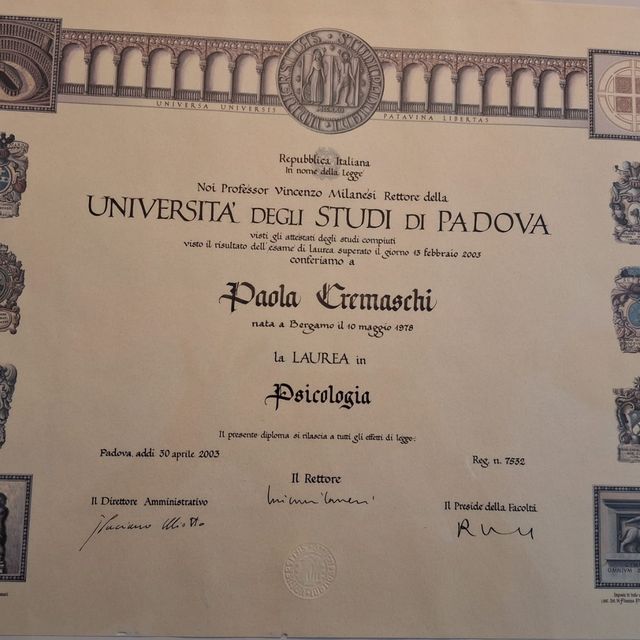 UNIVERSA UNIVERSIS PATAVINA LIBERTAS
Repubblica Italiana
In nome della Legge
Noi Professor Vincenzo Milanesi Rettore della
UNIVERSITA' DEGLI STUDI DI PADOVA
visti gli attestati degli studi compiuti
visto il risultato dell'esame di laurea superato il giorno 13 febbraio 2003
conferiamo a
Paola Cremaschi
nata a Bergamo il 10 maggio 1978
la LAUREA in
Psicologia
Il presente diploma si rilascia a tutti gli effetti di legge.
Padova, addì 30 aprile 2003
Reg. n. 7532
Il Rettore
Il Direttore Amministrativo
Il Preside della Facoltà